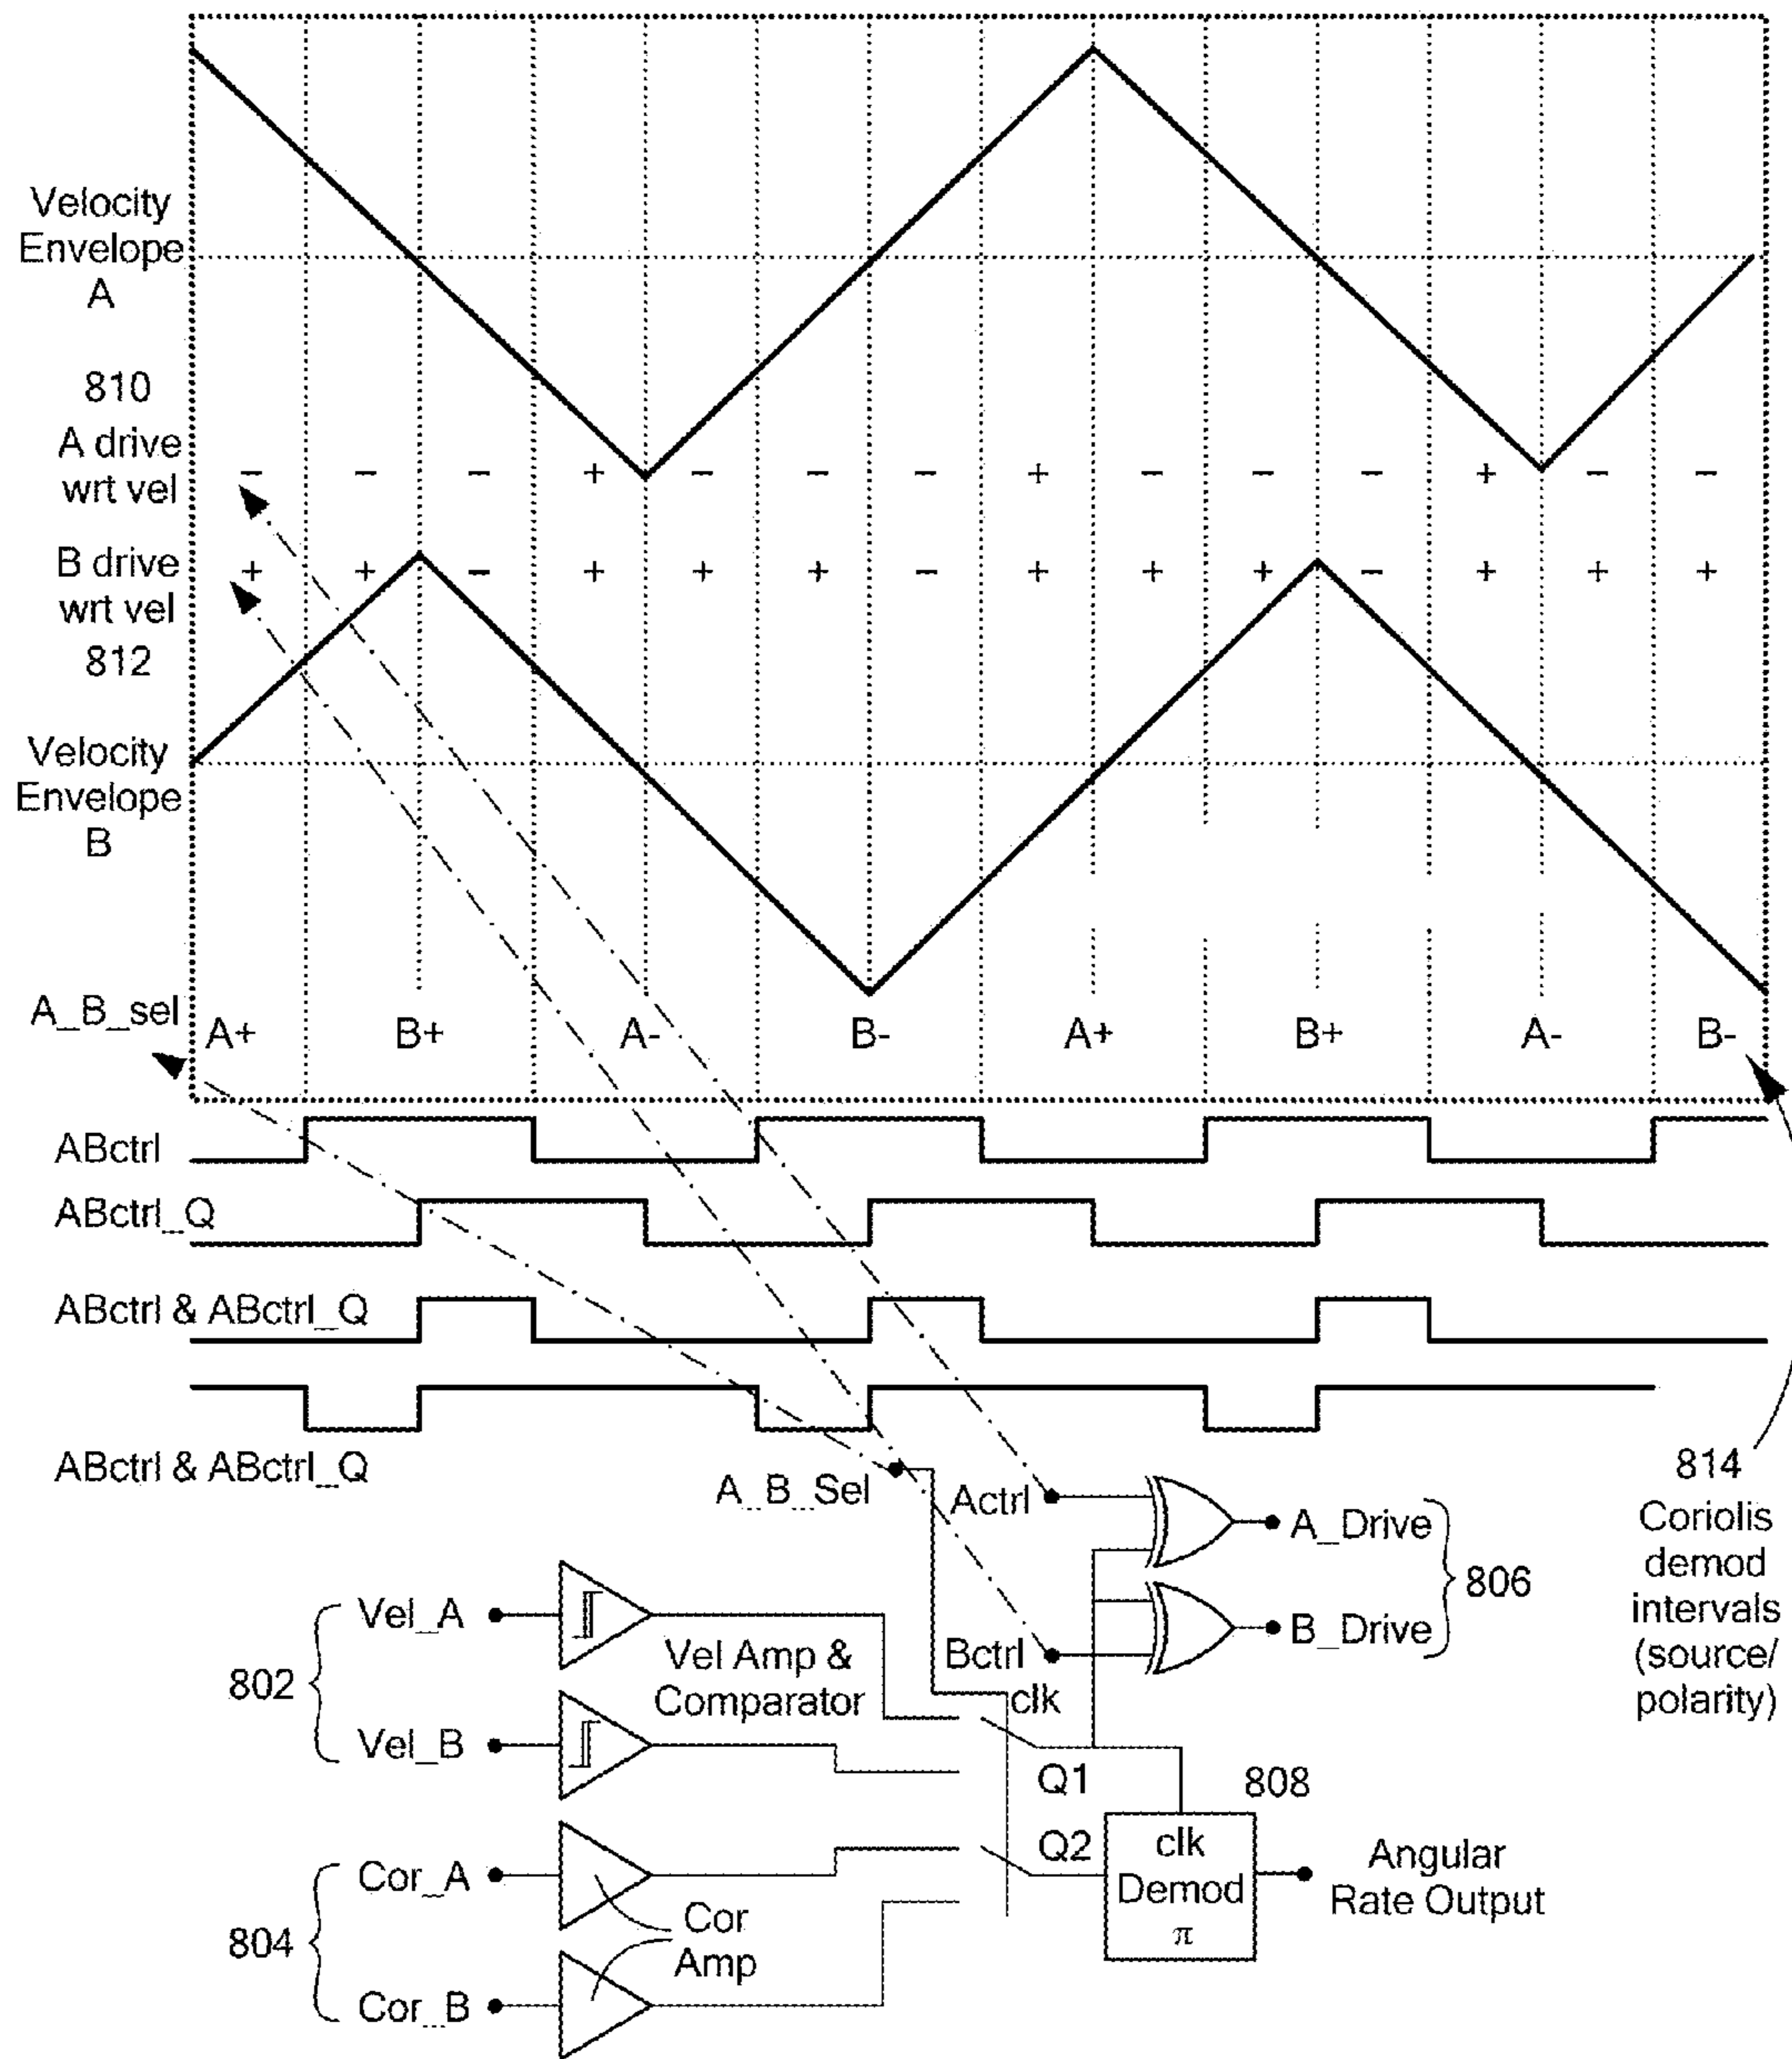 Velocity
Envelope
A
810
A drive
wrt vel
− − − + − − − + − − − + − −
B drive
wrt vel
+ + − + + + − + + + − + + +
812
Velocity
Envelope
B
A_B_sel
A+ B+ A- B- A+ B+ A- B-
ABctrl
ABctrl_Q
ABctrl & ABctrl_Q
ABctrl & ABctrl_Q
A_B_Sel
Actrl
A_Drive
806
B_Drive
Bctrl
814
Coriolis
demod
intervals
(source/
polarity)
802
Vel_A
Vel_B
Vel Amp &
Comparator
clk
Q1
808
Q2
clk
Demod
π
Angular
Rate Output
804
Cor_A
Cor_B
Cor
Amp